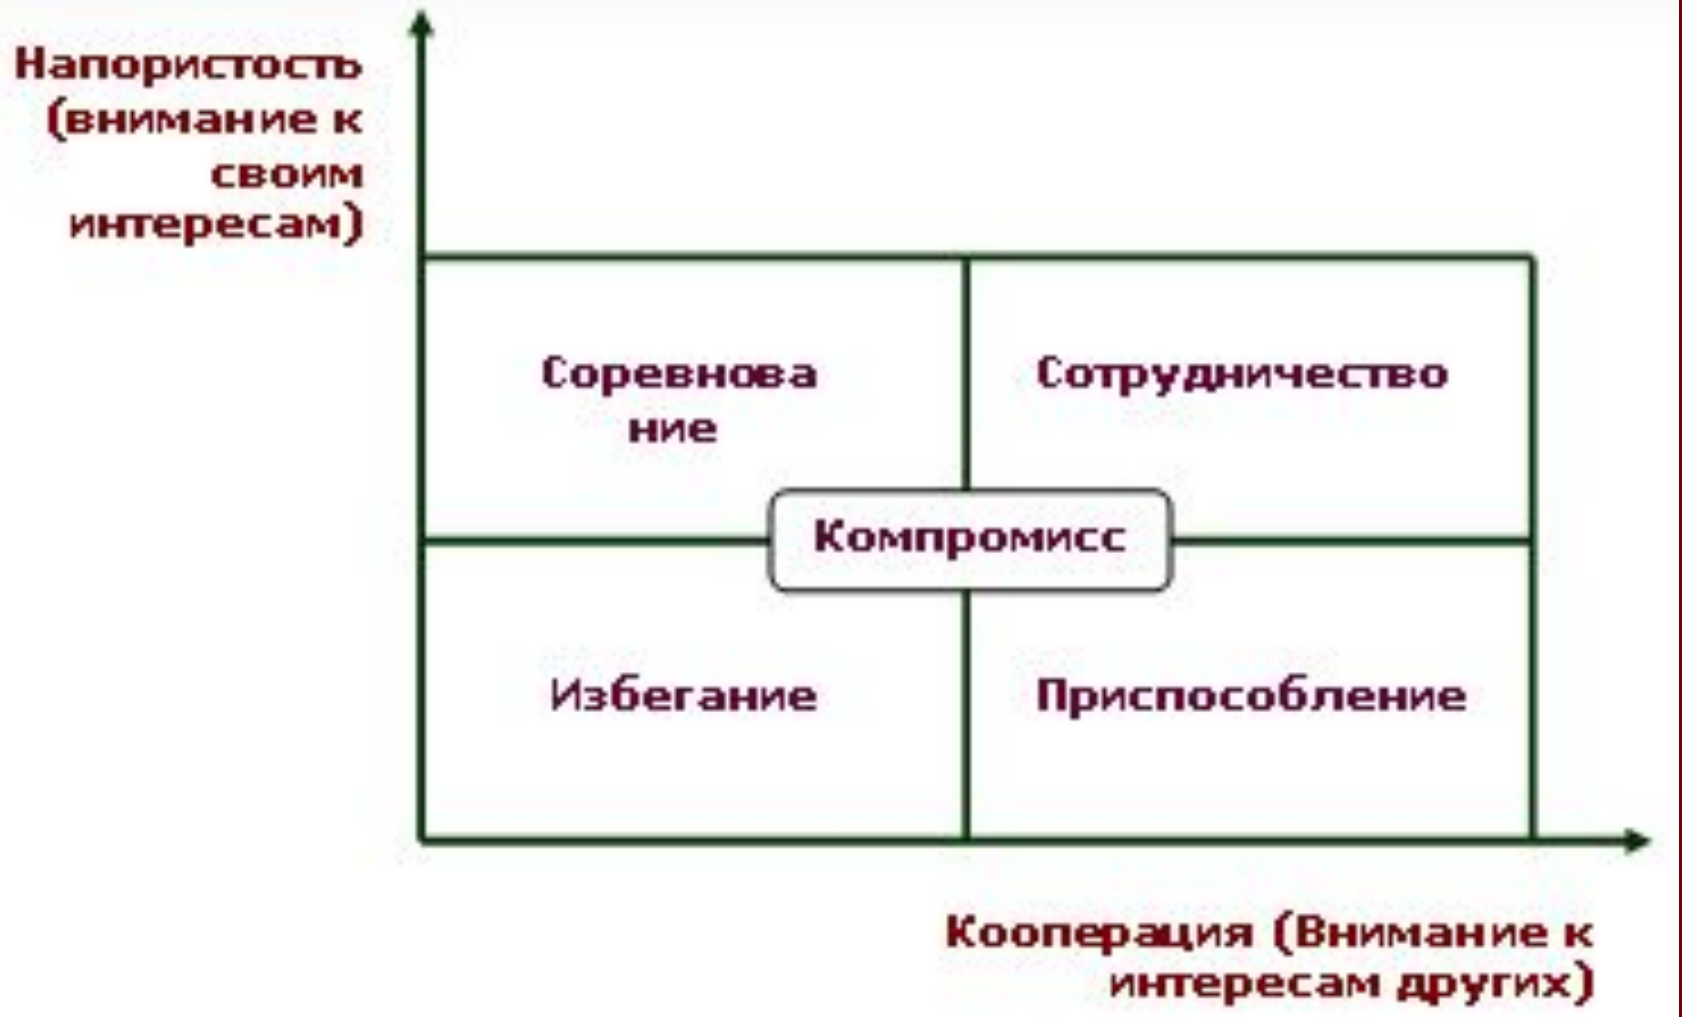 Напористость
(внимание к
своим
интересам)
Соревнова
ние
Сотрудничество
Компромисс
Избегание
Приспособление
Кооперация (Внимание к
интересам других)